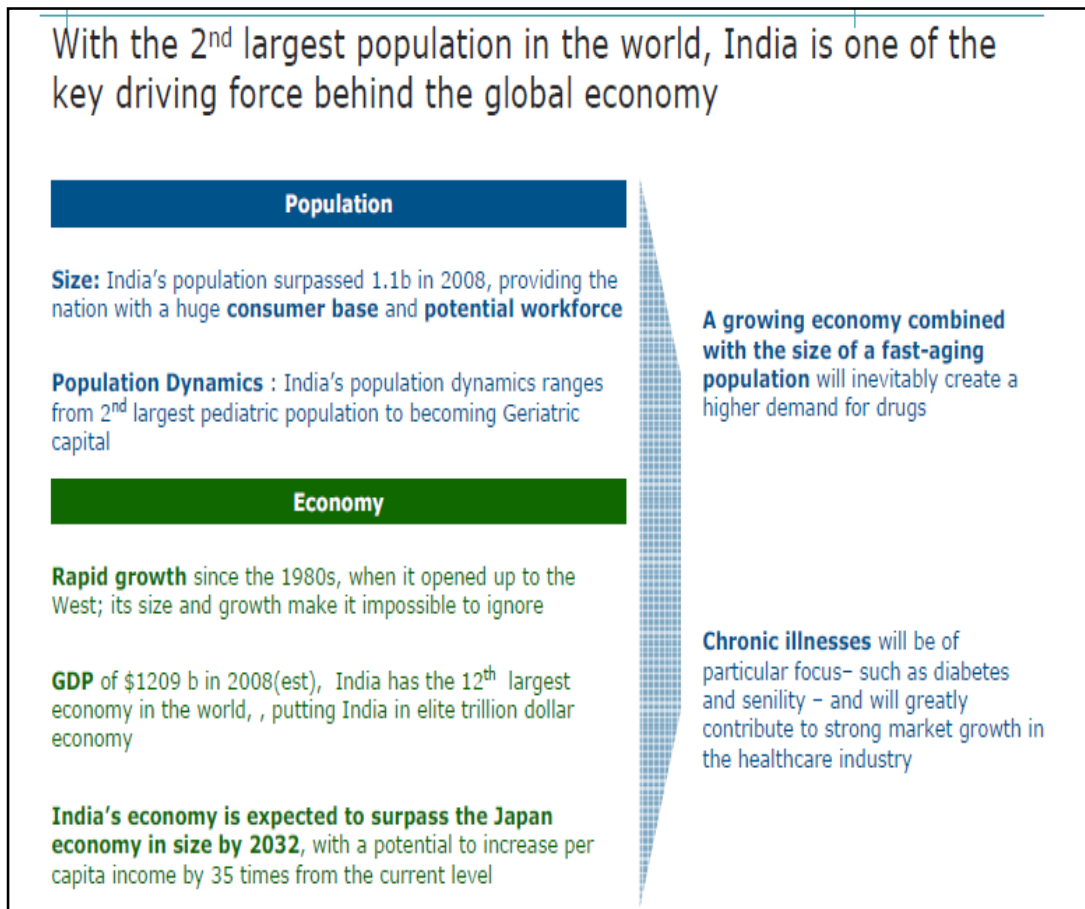 With the 2nd largest population in the world, India is one of the
key driving force behind the global economy
Population
Size: India's population surpassed 1.1b in 2008, providing the
nation with a huge consumer base and potential workforce
Population Dynamics : India's population dynamics ranges
from 2nd largest pediatric population to becoming Geriatric
capital
Economy
Rapid growth since the 1980s, when it opened up to the
West; its size and growth make it impossible to ignore
GDP of $1209 b in 2008(est), India has the 12th largest
economy in the world, , putting India in elite trillion dollar
economy
India's economy is expected to surpass the Japan
economy in size by 2032, with a potential to increase per
capita income by 35 times from the current level
A growing economy combined
with the size of a fast-aging
population will inevitably create a
higher demand for drugs
Chronic illnesses will be of
particular focus– such as diabetes
and senility – and will greatly
contribute to strong market growth in
the healthcare industry